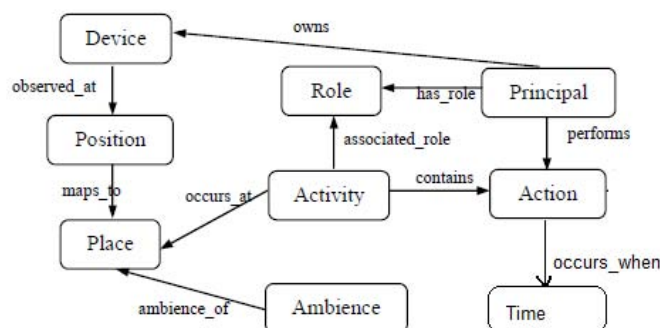 owns
Device
observed_at
Role
has_role
Principal
Position
associated_role
performs
maps_to
occurs_at
Activity
contains
Action
Place
occurs_when
ambience_of
Ambience
Time